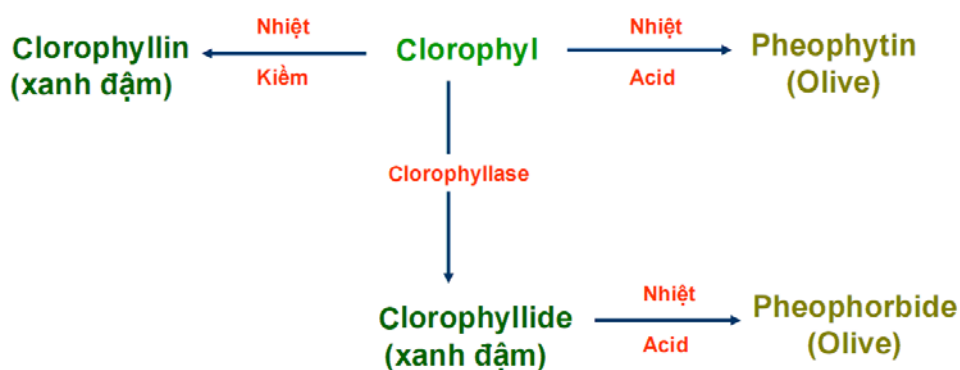 Clorophyllin
(xanh đậm)
Nhiệt
Kiềm
Clorophyl
Nhiệt
Acid
Pheophytin
(Olive)
Clorophyllase
Clorophyllide
(xanh đậm)
Nhiệt
Acid
Pheophorbide
(Olive)